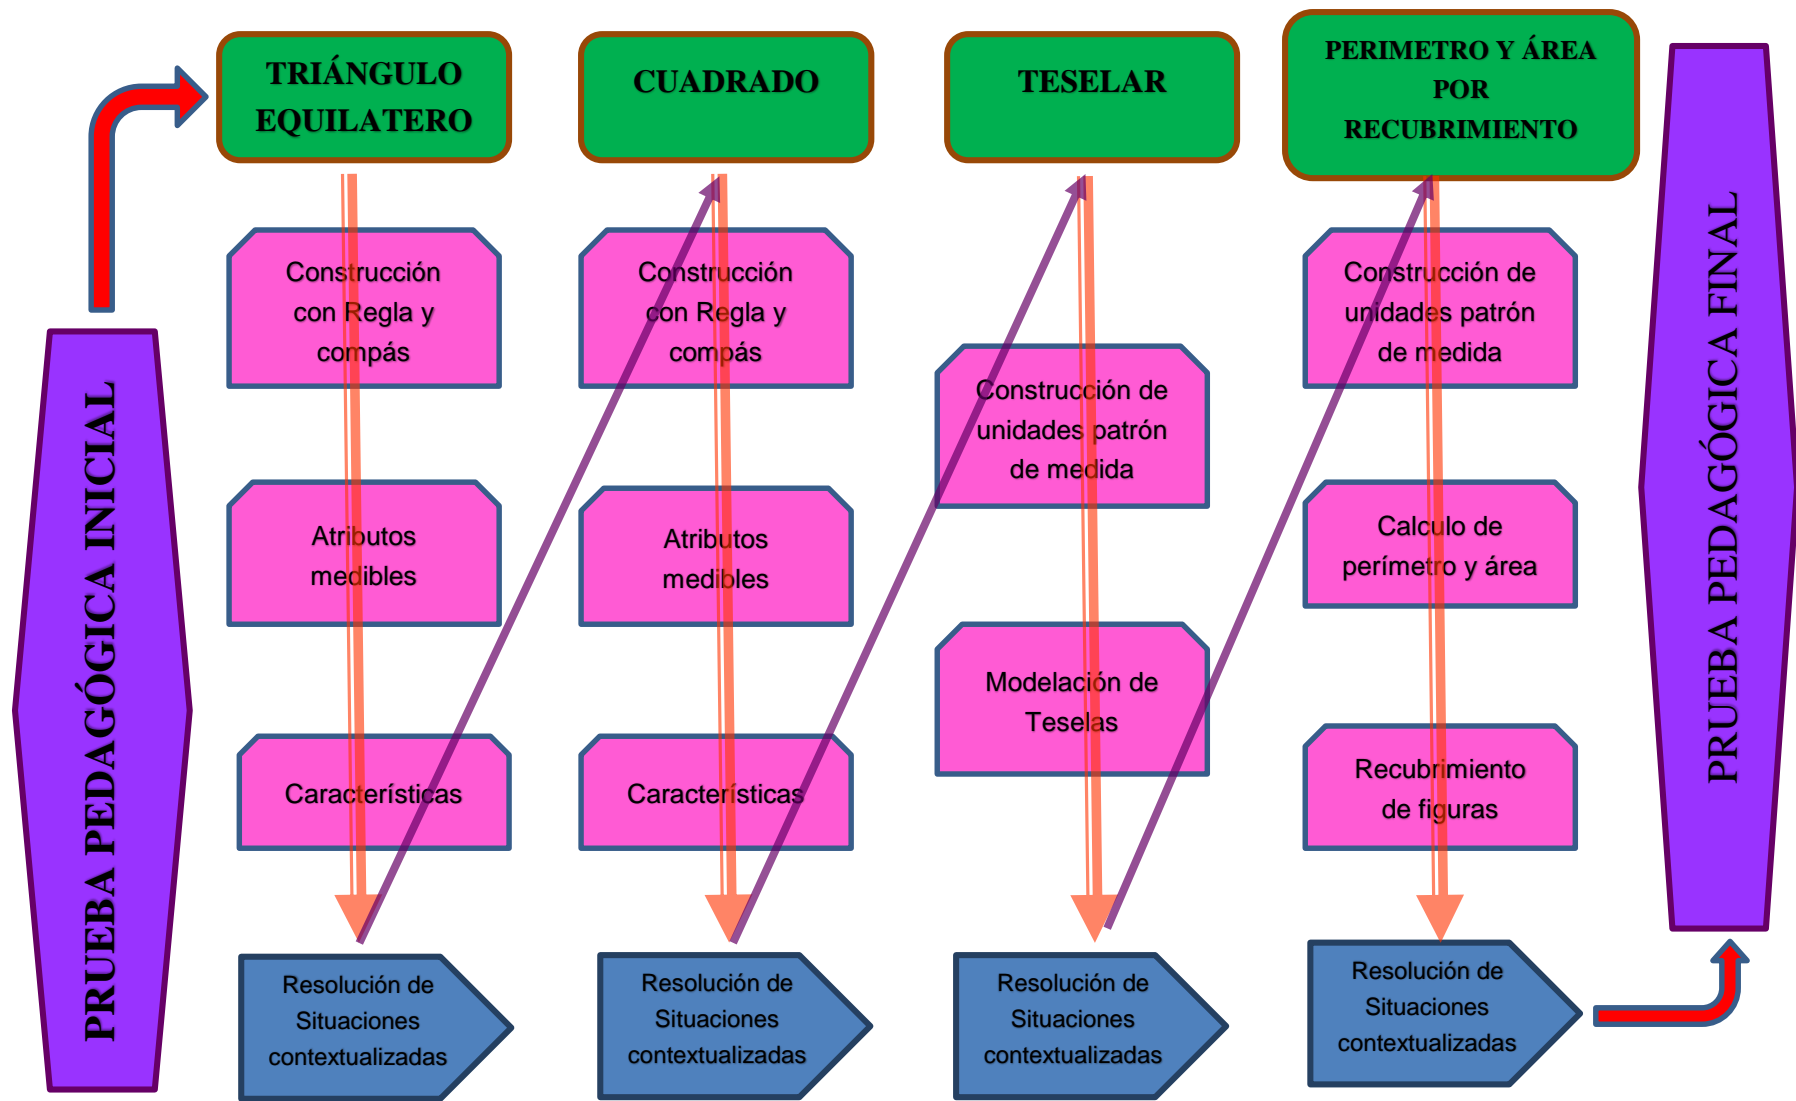 PRUEBA PEDAGÓGICA INICIAL
TRIÁNGULO
EQUILATERO
Construcción
con Regla y
compás
Atributos
medibles
Características
Resolución de
Situaciones
contextualizadas
CUADRADO
Construcción
con Regla y
compás
Atributos
medibles
Características
Resolución de
Situaciones
contextualizadas
TESELAR
Construcción de
unidades patrón
de medida
Modelación de
Teselas
Resolución de
Situaciones
contextualizadas
PERIMETRO Y ÁREA
POR
RECUBRIMIENTO
Construcción de
unidades patrón
de medida
Calculo de
perímetro y área
Recubrimiento
de figuras
Resolución de
Situaciones
contextualizadas
PRUEBA PEDAGÓGICA FINAL